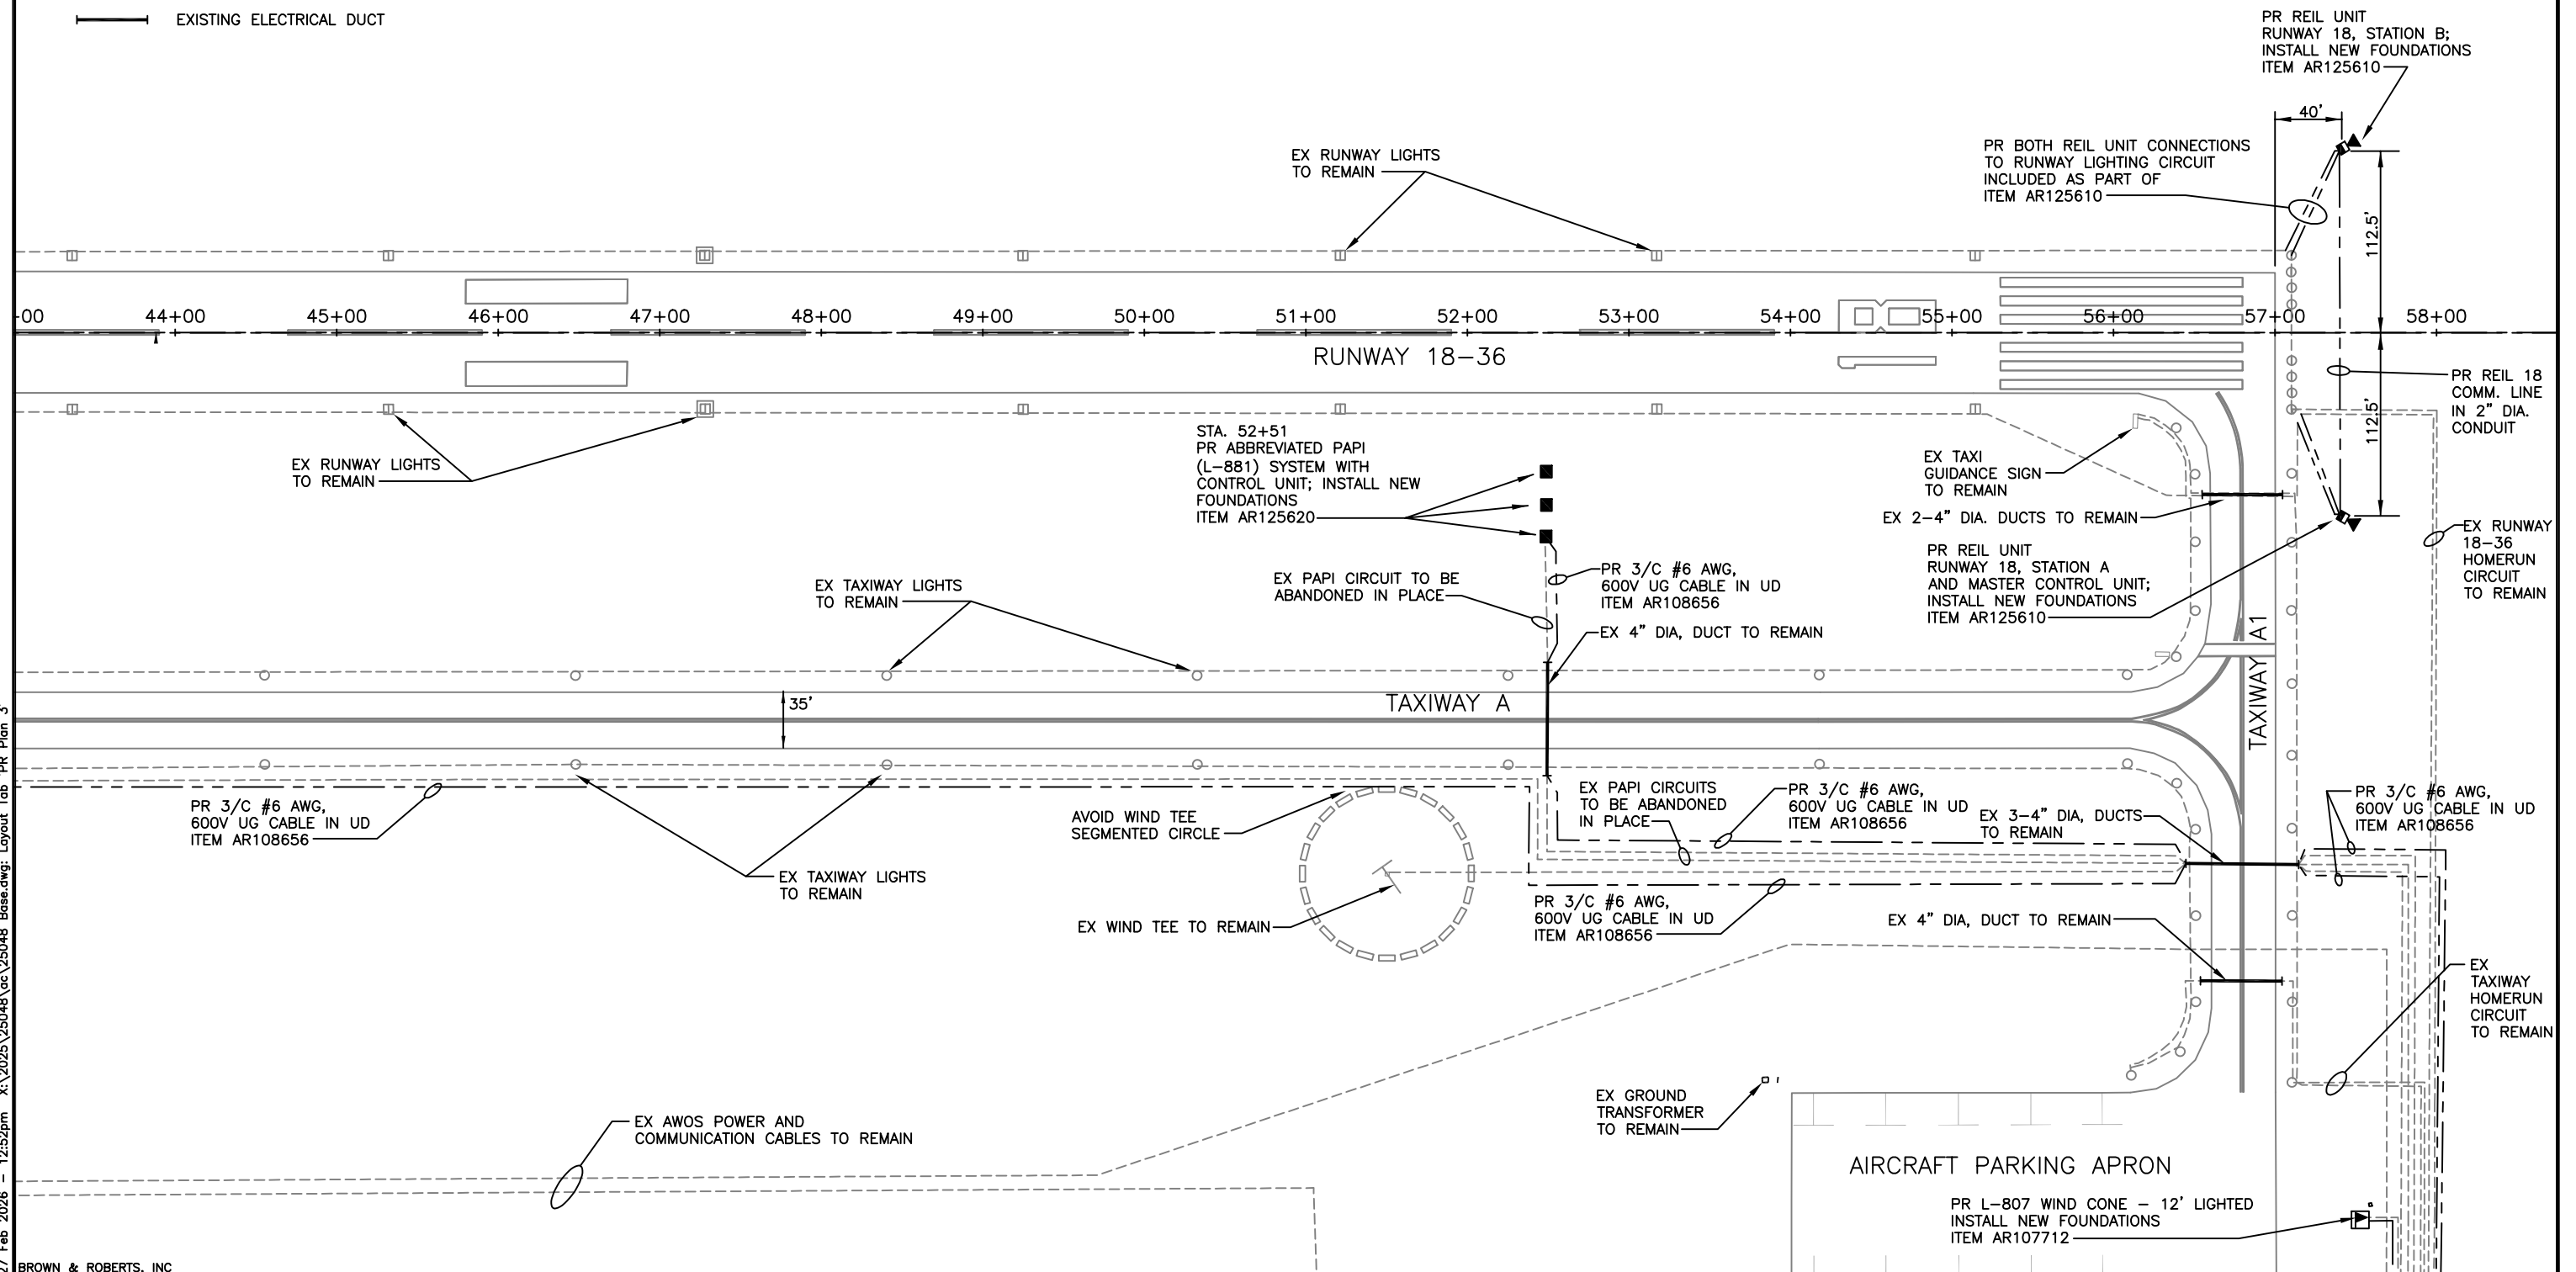 EXISTING ELECTRICAL DUCT
PR REIL UNIT
RUNWAY 18, STATION B;
INSTALL NEW FOUNDATIONS
ITEM AR125610
40'
PR BOTH REIL UNIT CONNECTIONS
TO RUNWAY LIGHTING CIRCUIT
INCLUDED AS PART OF
ITEM AR125610
112.5'
EX RUNWAY LIGHTS
TO REMAIN
44+00
45+00
46+00
47+00
48+00
49+00
50+00
51+00
52+00
53+00
54+00
55+00
56+00
57+00
58+00
RUNWAY 18-36
112.5'
PR REIL 18
COMM. LINE
IN 2" DIA.
CONDUIT
EX RUNWAY LIGHTS
TO REMAIN
STA. 52+51
PR ABBREVIATED PAPI
(L-881) SYSTEM WITH
CONTROL UNIT; INSTALL NEW
FOUNDATIONS
ITEM AR125620
EX TAXI
GUIDANCE SIGN
TO REMAIN
EX 2-4" DIA. DUCTS TO REMAIN
EX RUNWAY
18-36
HOMERUN
CIRCUIT
TO REMAIN
PR REIL UNIT
RUNWAY 18, STATION A
AND MASTER CONTROL UNIT;
INSTALL NEW FOUNDATIONS
ITEM AR125610
EX TAXIWAY LIGHTS
TO REMAIN
EX PAPI CIRCUIT TO BE
ABANDONED IN PLACE
PR 3/C #6 AWG,
600V UG CABLE IN UD
ITEM AR108656
EX 4" DIA, DUCT TO REMAIN
TAXIWAY A1
35'
TAXIWAY A
PR 3/C #6 AWG,
600V UG CABLE IN UD
ITEM AR108656
EX TAXIWAY LIGHTS
TO REMAIN
AVOID WIND TEE
SEGMENTED CIRCLE
EX WIND TEE TO REMAIN
EX PAPI CIRCUITS
TO BE ABANDONED
IN PLACE
PR 3/C #6 AWG,
600V UG CABLE IN UD
ITEM AR108656
EX 3-4" DIA, DUCTS
TO REMAIN
PR 3/C #6 AWG,
600V UG CABLE IN UD
ITEM AR108656
PR 3/C #6 AWG,
600V UG CABLE IN UD
ITEM AR108656
EX 4" DIA, DUCT TO REMAIN
EX
TAXIWAY
HOMERUN
CIRCUIT
TO REMAIN
EX GROUND
TRANSFORMER
TO REMAIN
EX AWOS POWER AND
COMMUNICATION CABLES TO REMAIN
AIRCRAFT PARKING APRON
PR L-807 WIND CONE - 12' LIGHTED
INSTALL NEW FOUNDATIONS
ITEM AR107712
Feb 2026 - 12:52pm X:\2025\25048\ac\25048 Base.dwg: Layout Tab PR Plan 3
BROWN & ROBERTS, INC